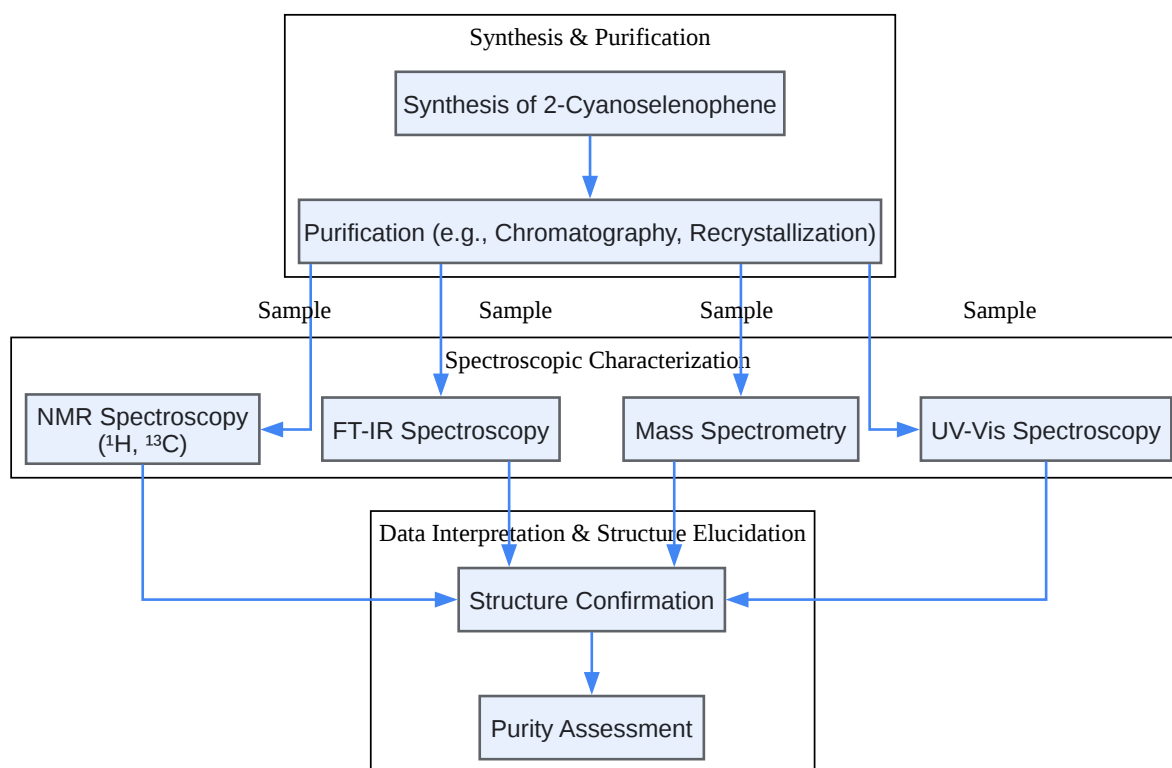 Synthesis & Purification
Synthesis of 2-Cyanoselenophene
Purification (e.g., Chromatography, Recrystallization)
Sample
Sample
Sample
Sample
Spectroscopic Characterization
NMR Spectroscopy
(¹H, ¹³C)
FT-IR Spectroscopy
Mass Spectrometry
UV-Vis Spectroscopy
Data Interpretation & Structure Elucidation
Structure Confirmation
Purity Assessment